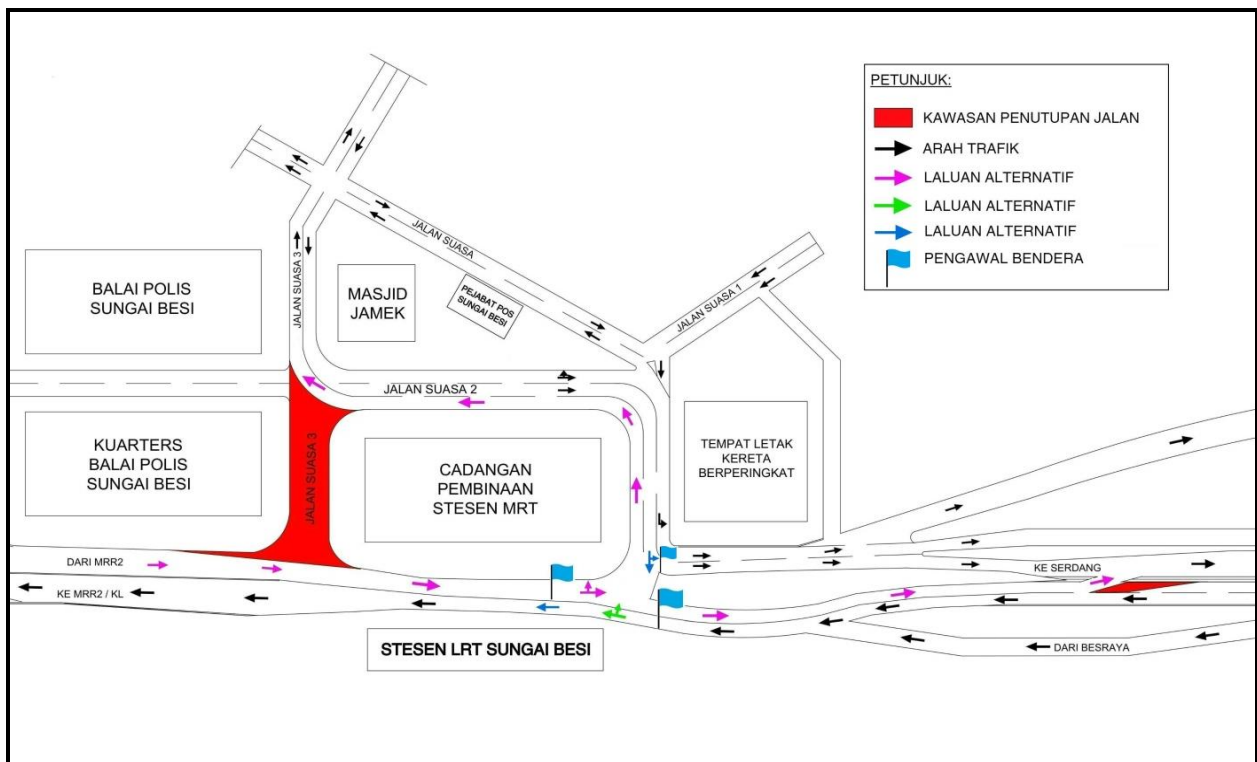 PETUNJUK:
KAWASAN PENUTUPAN JALAN
ARAH TRAFIK
LALUAN ALTERNATIF
LALUAN ALTERNATIF
LALUAN ALTERNATIF
PENGAWAL BENDERA
JALAN SUASA
JALAN SUASA 3
BALAI POLIS
SUNGAI BESI
MASJID
JAMEK
PEJABAT POS
SUNGAI BESI
JALAN SUASA 1
JALAN SUASA 2
KUARTERS
BALAI POLIS
SUNGAI BESI
JALAN SUASA 3
CADANGAN
PEMBINAAN
STESEN MRT
TEMPAT LETAK
KERETA
BERPERINGKAT
DARI MRR2
KE SERDANG
KE MRR2 / KL
STESEN LRT SUNGAI BESI
DARI BESRAYA